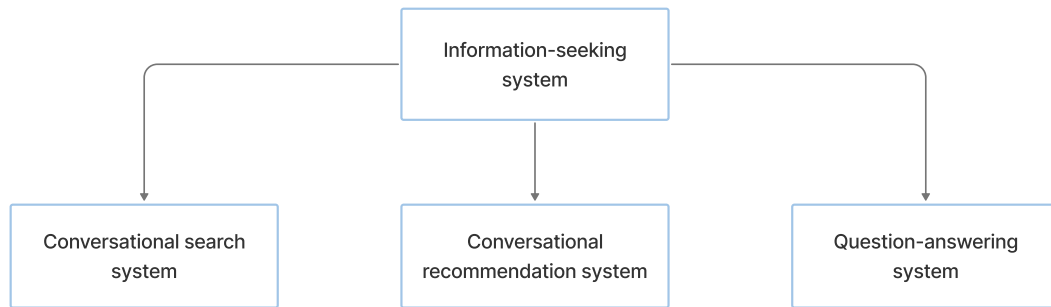 Information-seeking
system
Conversational search
system
Conversational
recommendation system
Question-answering
system